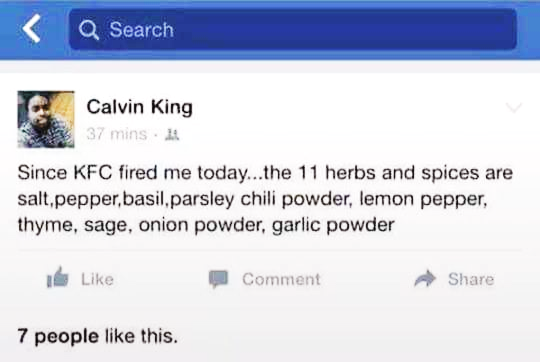 Search
Calvin King
37 mins ·
Since KFC fired me today...the 11 herbs and spices are
salt,pepper,basil,parsley chili powder, lemon pepper,
thyme, sage, onion powder, garlic powder
Like Comment Share
7 people like this.